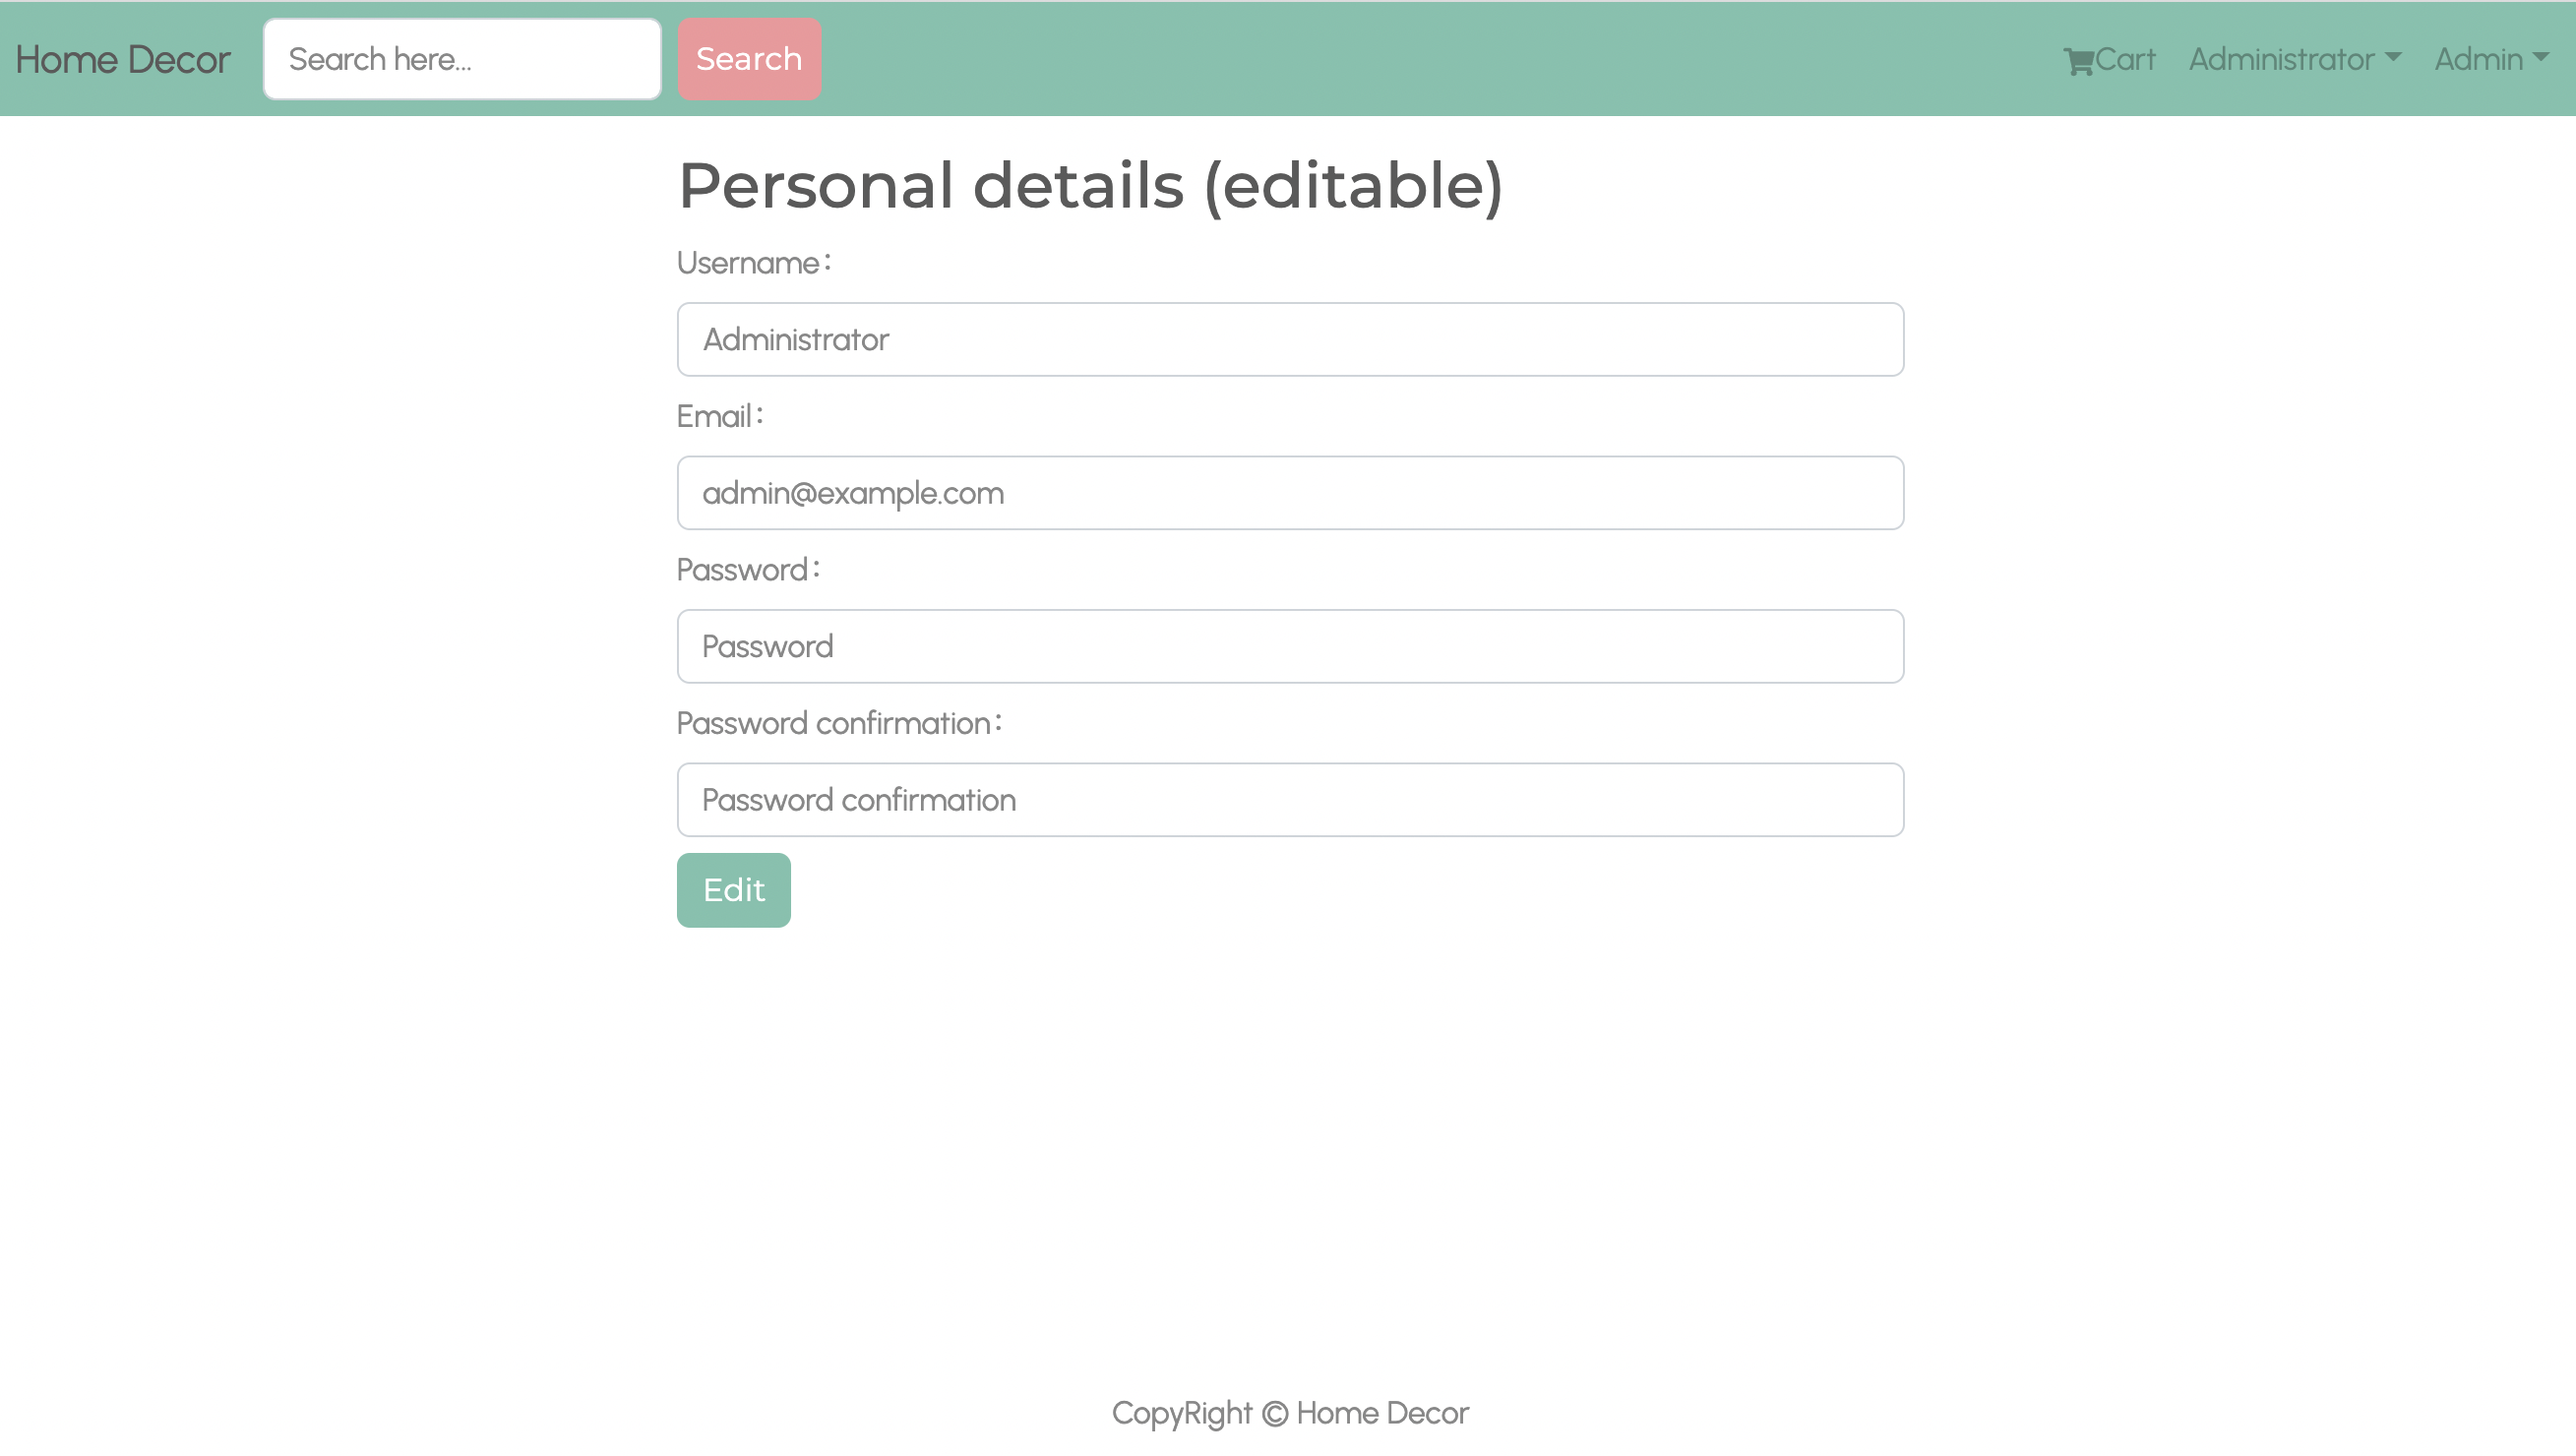 Home Decor Search here... Search Cart Administrator Admin
Personal details (editable)
Username:
Administrator
Email:
admin@example.com
Password:
Password
Password confirmation:
Password confirmation
Edit
CopyRight © Home Decor